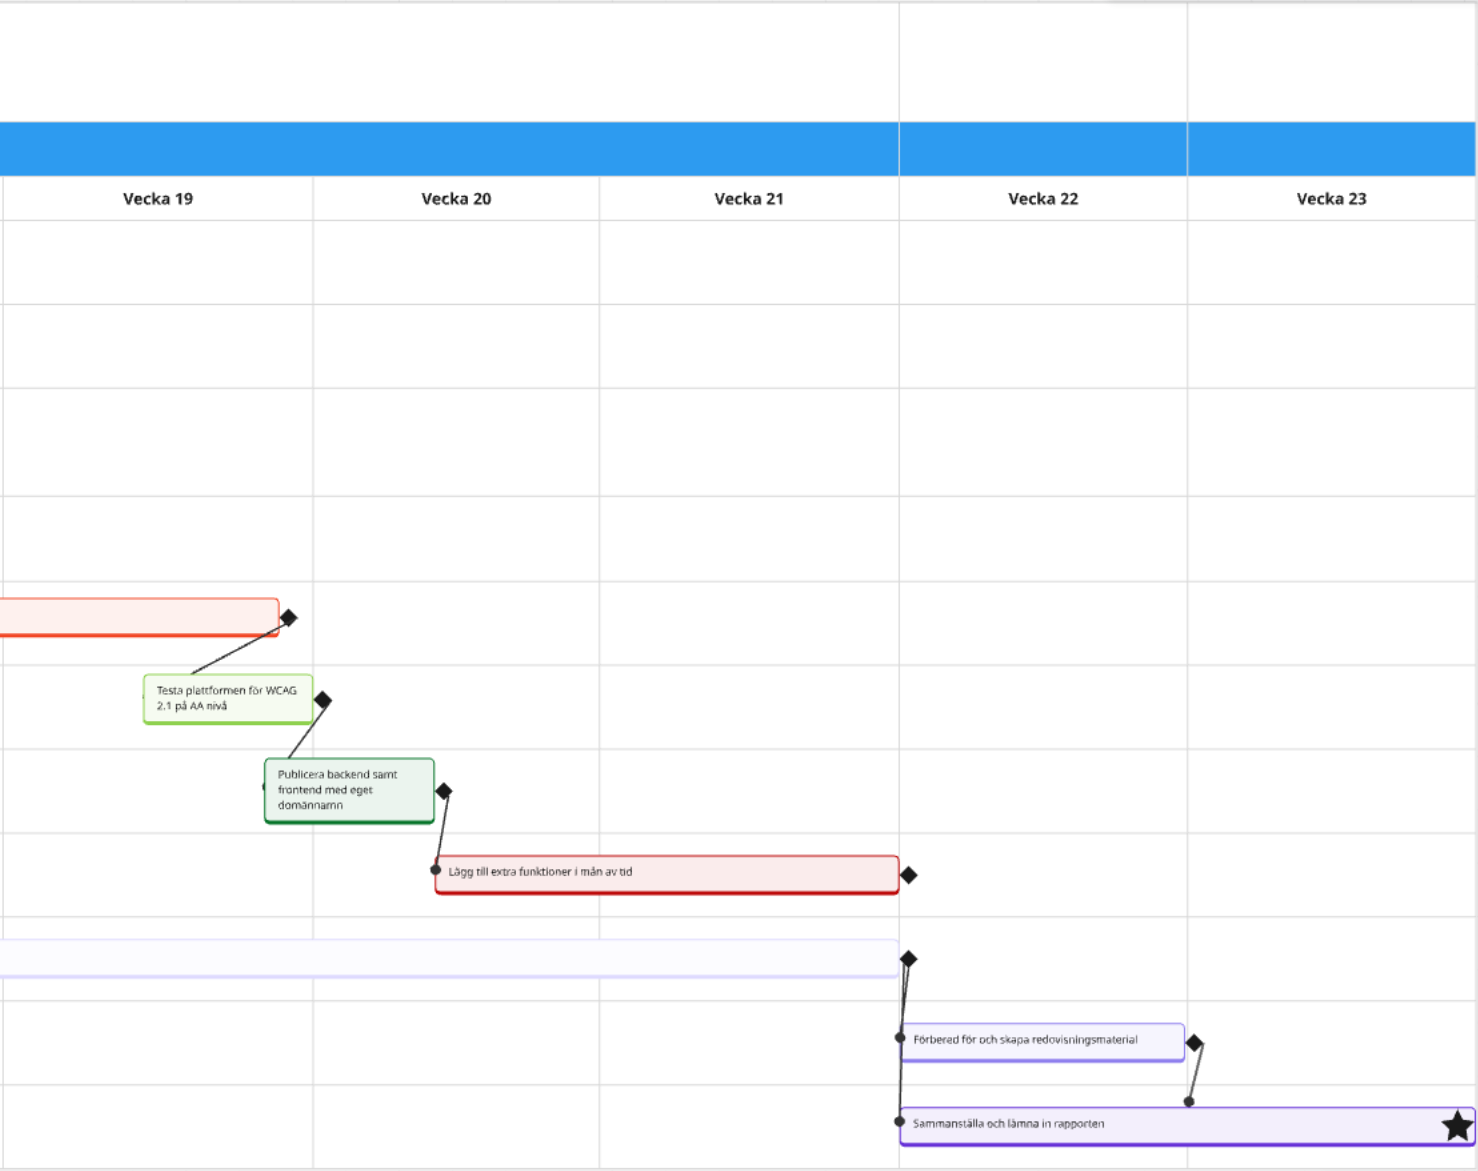 Vecka 19 Vecka 20 Vecka 21 Vecka 22 Vecka 23
Testa plattformen för WCAG
2.1 på AA nivå
Publicera backend samt
frontend med eget
domännamn
Lägg till extra funktioner i mån av tid
Förbered för och skapa redovisningsmaterial
Sammanställa och lämna in rapporten